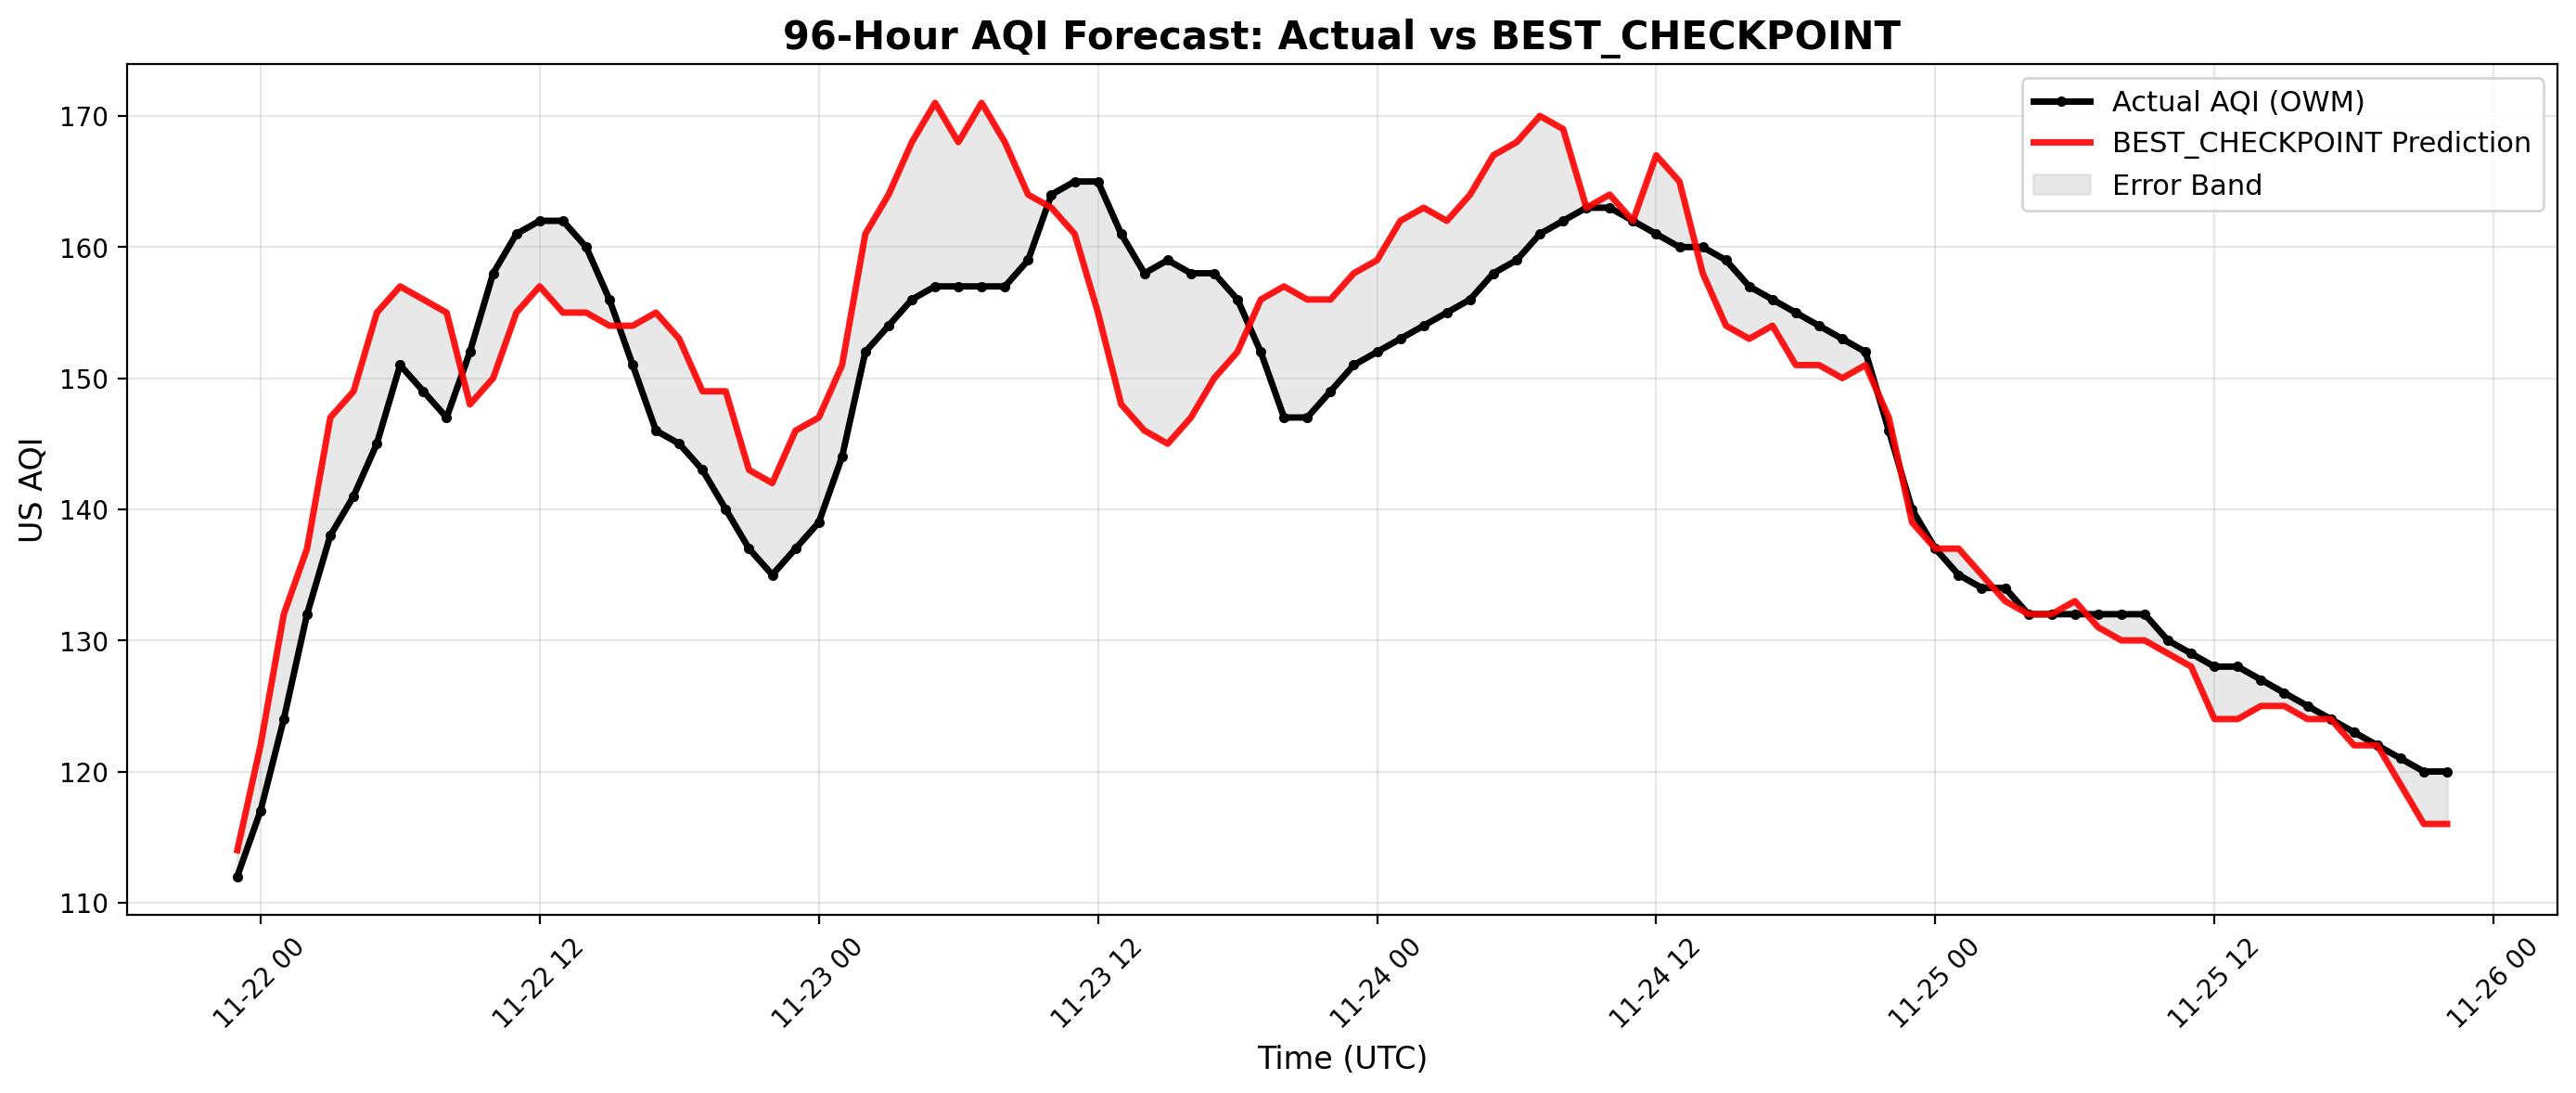 96-Hour AQI Forecast: Actual vs BEST_CHECKPOINT
Actual AQI (OWM)
BEST_CHECKPOINT Prediction
Error Band
US AQI
170
160
150
140
130
120
110
11-22 00
11-22 12
11-23 00
11-23 12
11-24 00
11-24 12
11-25 00
11-25 12
11-26 00
Time (UTC)